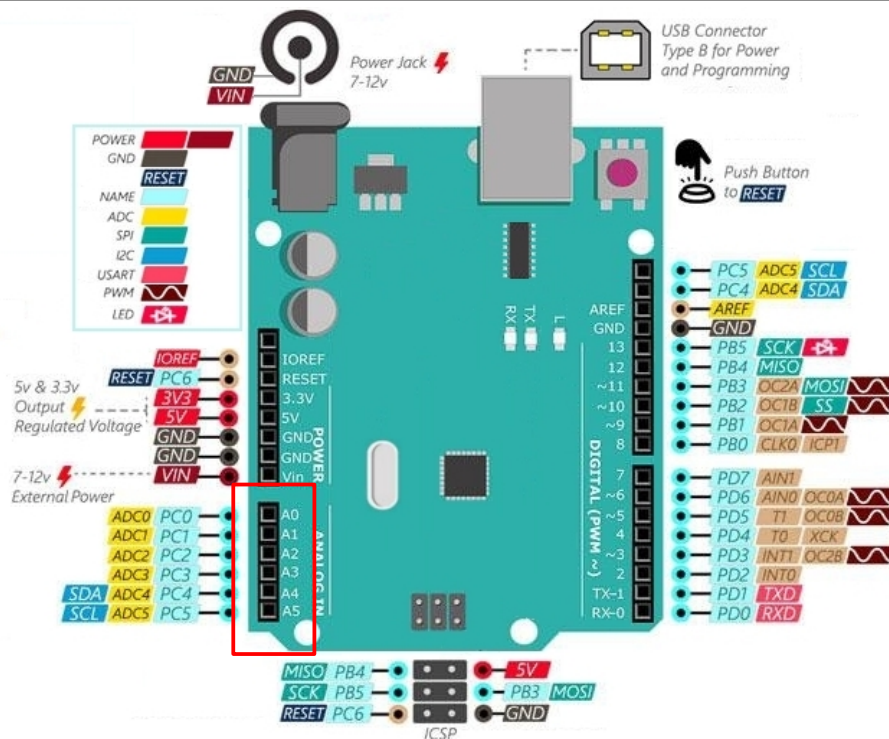 USB Connector
Type B for Power
and Programming
Power Jack
7-12v
GND
VIN
POWER
GND
RESET
NAME
ADC
SPI
I2C
USART
PWM
LED
Push Button
to RESET
RX
TX
L
AREF
GND
13
12
~11
~10
~9
8
7
~6
~5
4
~3
2
TX-1
RX-0
DIGITAL (PWM ~)
PC5 ADC5 SCL
PC4 ADC4 SDA
AREF
GND
PB5 SCK
PB4 MISO
PB3 OC2A MOSI
PB2 OC1B SS
PB1 OC1A
PB0 CLK0 ICP1
PD7 AIN1
PD6 AIN0 OC0A
PD5 T1 OC0B
PD4 T0 XCK
PD3 INT1 OC2B
PD2 INT0
PD1 TXD
PD0 RXD
IOREF
RESET PC6
3V3
5V
GND
GND
VIN
5v & 3.3v
Output
Regulated Voltage
7-12v
External Power
IOREF
RESET
3.3V
5V
GND
GND
Vin
POWER
ADC0 PC0
ADC1 PC1
ADC2 PC2
ADC3 PC3
SDA ADC4 PC4
SCL ADC5 PC5
A0
A1
A2
A3
A4
A5
ANALOG IN
MISO PB4
SCK PB5
RESET PC6
5V
PB3 MOSI
GND
ICSP